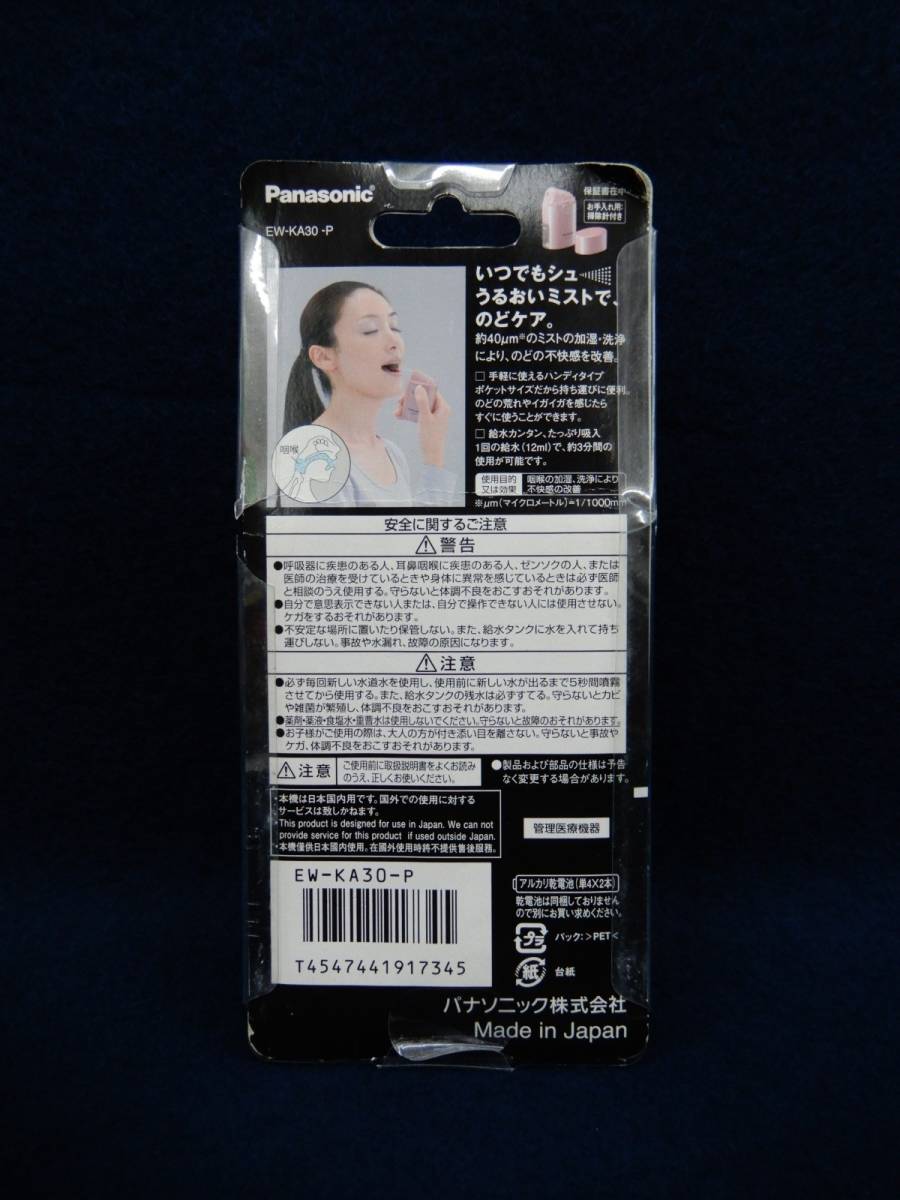 Panasonic
EW-KA30 -P
保証書在中
お手入れ用
掃除針付き
いつでもシュー
うるおいミストで、
のどケア。
約40μm※のミストの加湿・洗浄
により、のどの不快感を改善。
□ 手軽に使えるハンディタイプ
ポケットサイズだから持ち運びに便利。
のどの荒れやイガイガを感じたら
すぐに使うことができます。
□ 給水カンタン、たっぷり吸入
1回の給水(12ml)で、約3分間の
使用が可能です。
咽喉
使用目的
又は効果
咽喉の加湿、洗浄により
不快感の改善
※μm(マイクロメートル)=1/1000mm
安全に関するご注意
⚠警告
●呼吸器に疾患のある人、耳鼻咽喉に疾患のある人、ゼンソクの人、または
医師の治療を受けているときや身体に異常を感じているときは必ず医師
と相談のうえ使用する。守らないと体調不良をおこすおそれがあります。
●自分で意思表示できない人または、自分で操作できない人には使用させない。
ケガをするおそれがあります。
●不安定な場所に置いたり保管しない。また、給水タンクに水を入れて持ち
運びしない。事故や水漏れ、故障の原因になります。
⚠注意
●必ず毎回新しい水道水を使用し、使用前に新しい水が出るまで5秒間噴霧
させてから使用する。また、給水タンクの残水は必ずすてる。守らないとカビ
や雑菌が繁殖し、体調不良をおこすおそれがあります。
●薬剤・薬液・食塩水・重曹水は使用しないでください。守らないと故障のおそれがあります。
●お子様がご使用の際は、大人の方が付き添い目を離さない。守らないと事故や
ケガ、体調不良をおこすおそれがあります。
⚠注意
ご使用前に取扱説明書をよくお読み
のうえ、正しくお使いください。
●製品および部品の仕様は予告
なく変更する場合があります。
・本機は日本国内用です。国外での使用に対する
サービスは致しかねます。
This product is designed for use in Japan. We can not
provide service for this product if used outside Japan.
・本機僅供日本國内使用。在國外使用時將不提供售後服務。
管理医療機器
EW-KA30-P
T4547441917345
アルカリ乾電池(単4×2本)
乾電池は同梱しておりません
ので別にお買い求めください。
プラ
パック:>PET<
紙
台紙
パナソニック株式会社
Made in Japan